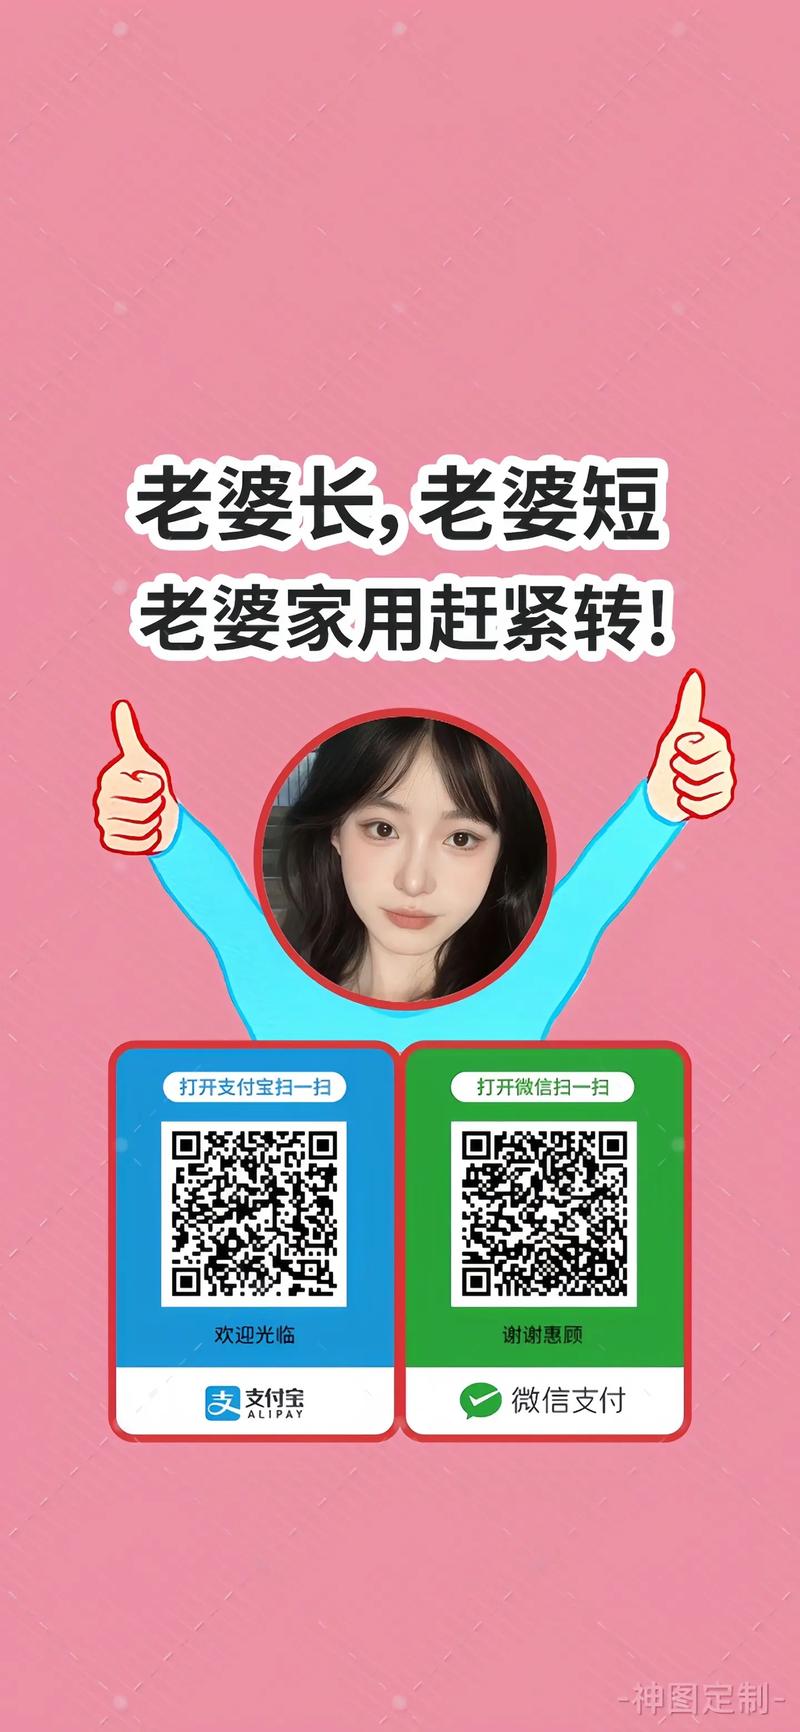 老婆长,老婆短
老婆家用赶紧转!
打开支付宝扫一扫
打开微信扫一扫
欢迎光临
谢谢惠顾
支 支付宝
ALIPAY
微信支付
-神图定制-